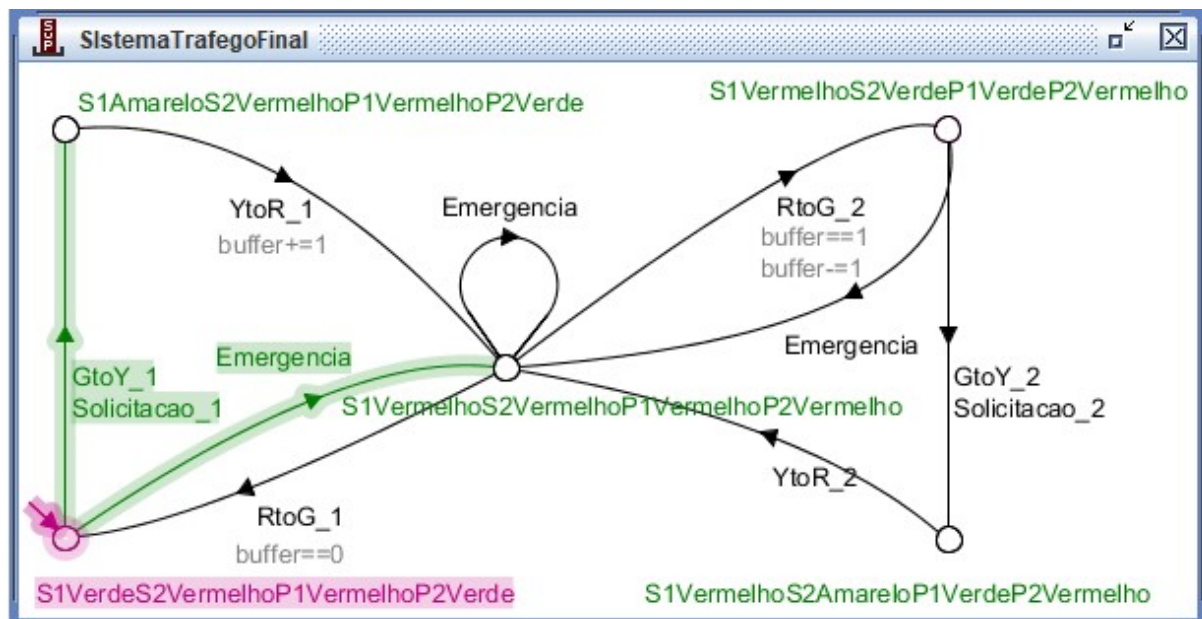 SUP
SIstemaTrafegoFinal
S1AmareloS2VermelhoP1VermelhoP2Verde
S1VermelhoS2VerdeP1VerdeP2Vermelho
YtoR_1
buffer+=1
Emergencia
RtoG_2
buffer==1
buffer-=1
Emergencia
Emergencia
GtoY_1
Solicitacao_1
GtoY_2
Solicitacao_2
S1VermelhoS2VermelhoP1VermelhoP2Vermelho
YtoR_2
RtoG_1
buffer==0
S1VerdeS2VermelhoP1VermelhoP2Verde
S1VermelhoS2AmareloP1VerdeP2Vermelho